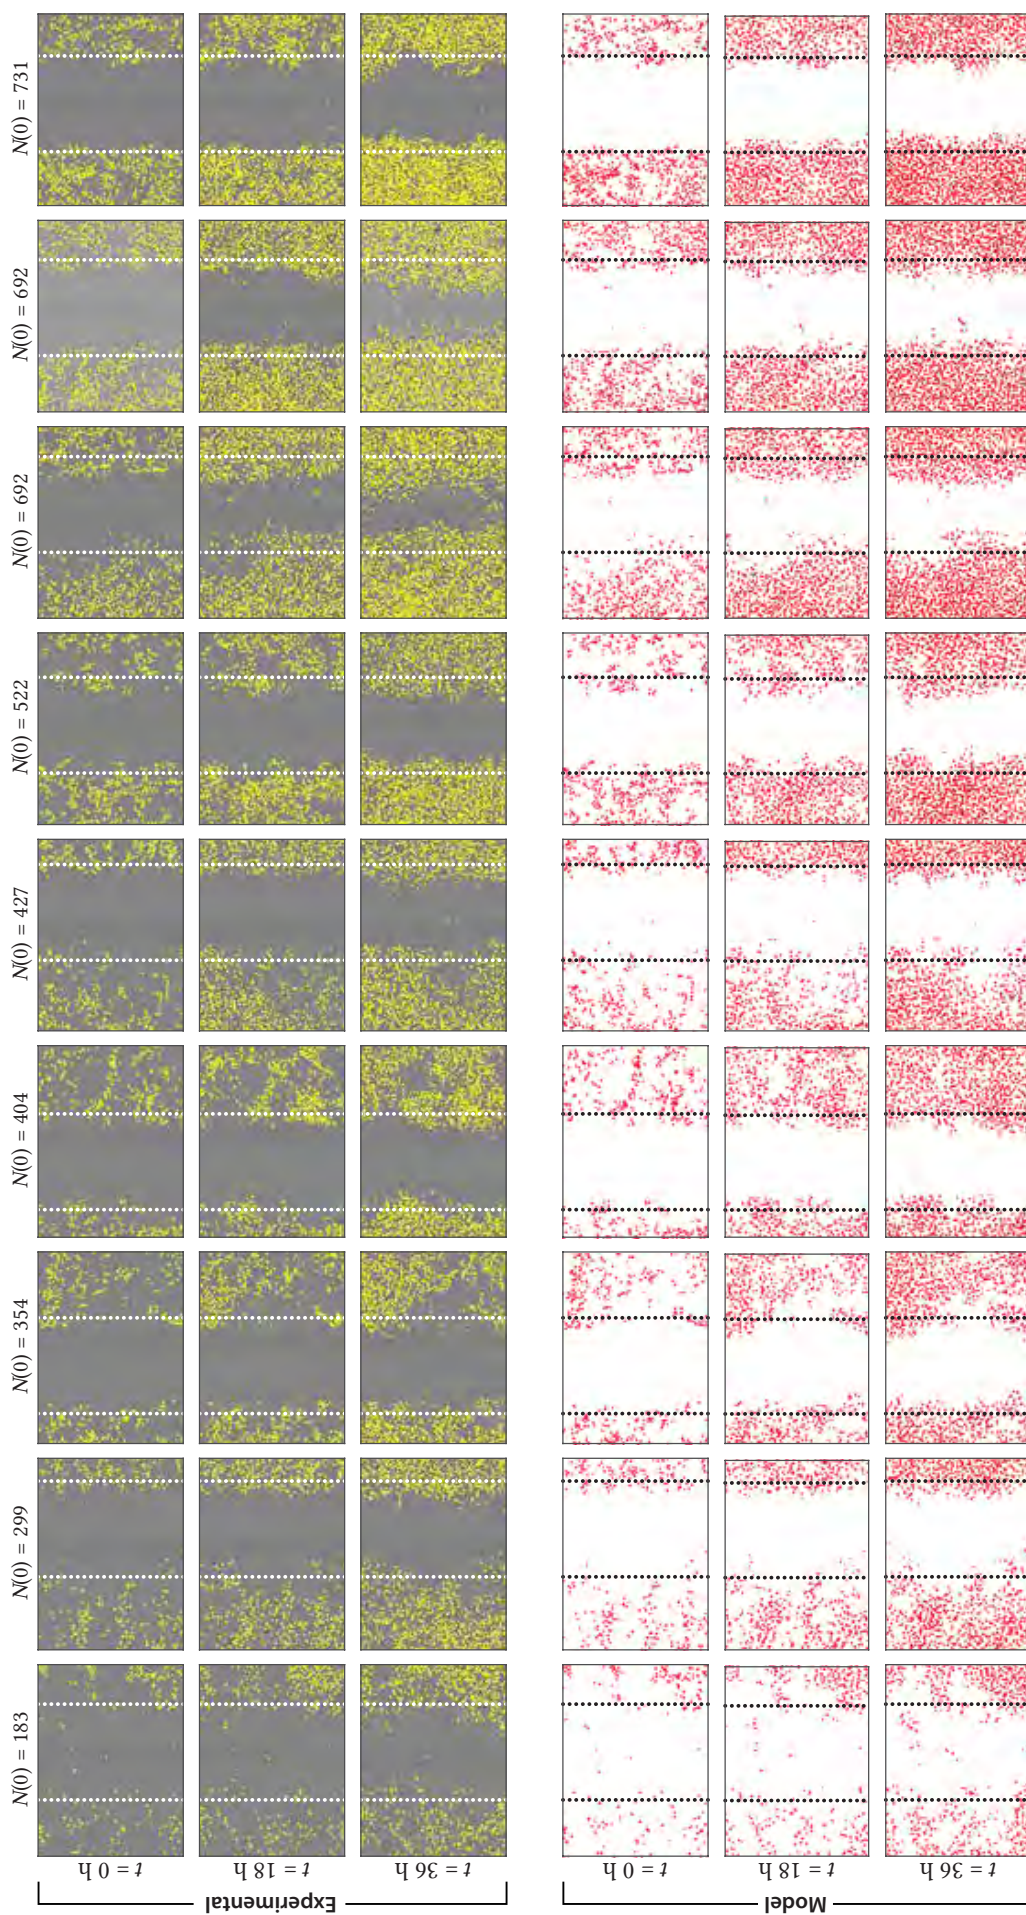 N(0) = 731
N(0) = 692
N(0) = 692
N(0) = 522
N(0) = 427
N(0) = 404
N(0) = 354
N(0) = 299
N(0) = 183
t = 0 h
t = 18 h
t = 36 h
Experimental
t = 0 h
t = 18 h
t = 36 h
Model